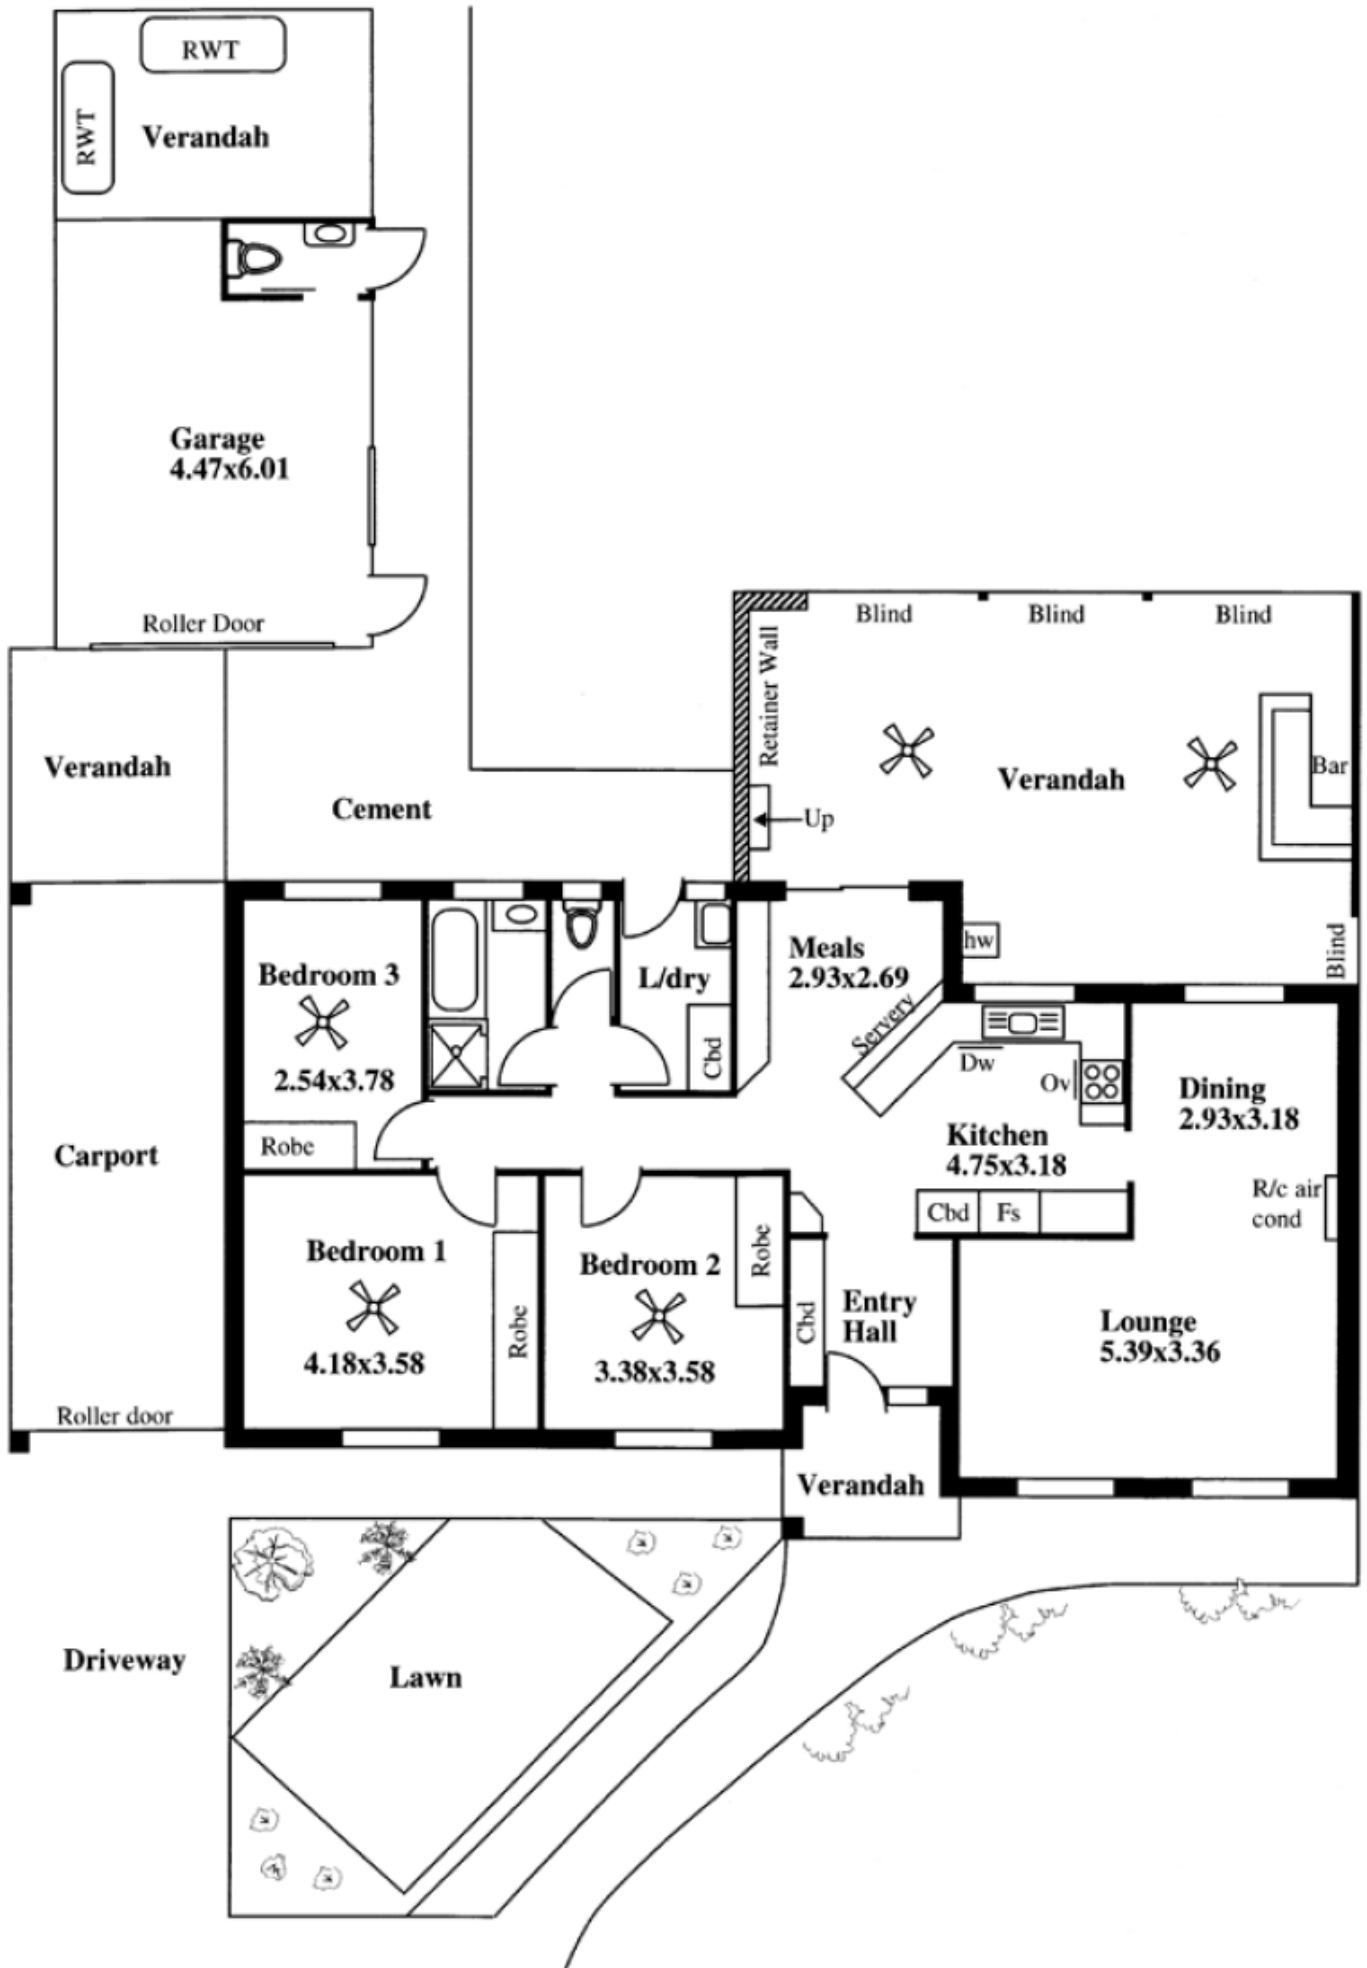 RWT
RWT
Verandah
Garage
4.47x6.01
Roller Door
Verandah
Cement
Blind
Blind
Blind
Retainer Wall
Verandah
Bar
Up
Blind
hw
Meals
2.93x2.69
Servery
Bedroom 3
2.54x3.78
Robe
L/dry
Cbd
Dw
Ov
Kitchen
4.75x3.18
Dining
2.93x3.18
Carport
R/c air
cond
Cbd
Fs
Bedroom 1
4.18x3.58
Robe
Bedroom 2
3.38x3.58
Robe
Cbd
Entry
Hall
Lounge
5.39x3.36
Roller door
Verandah
Driveway
Lawn